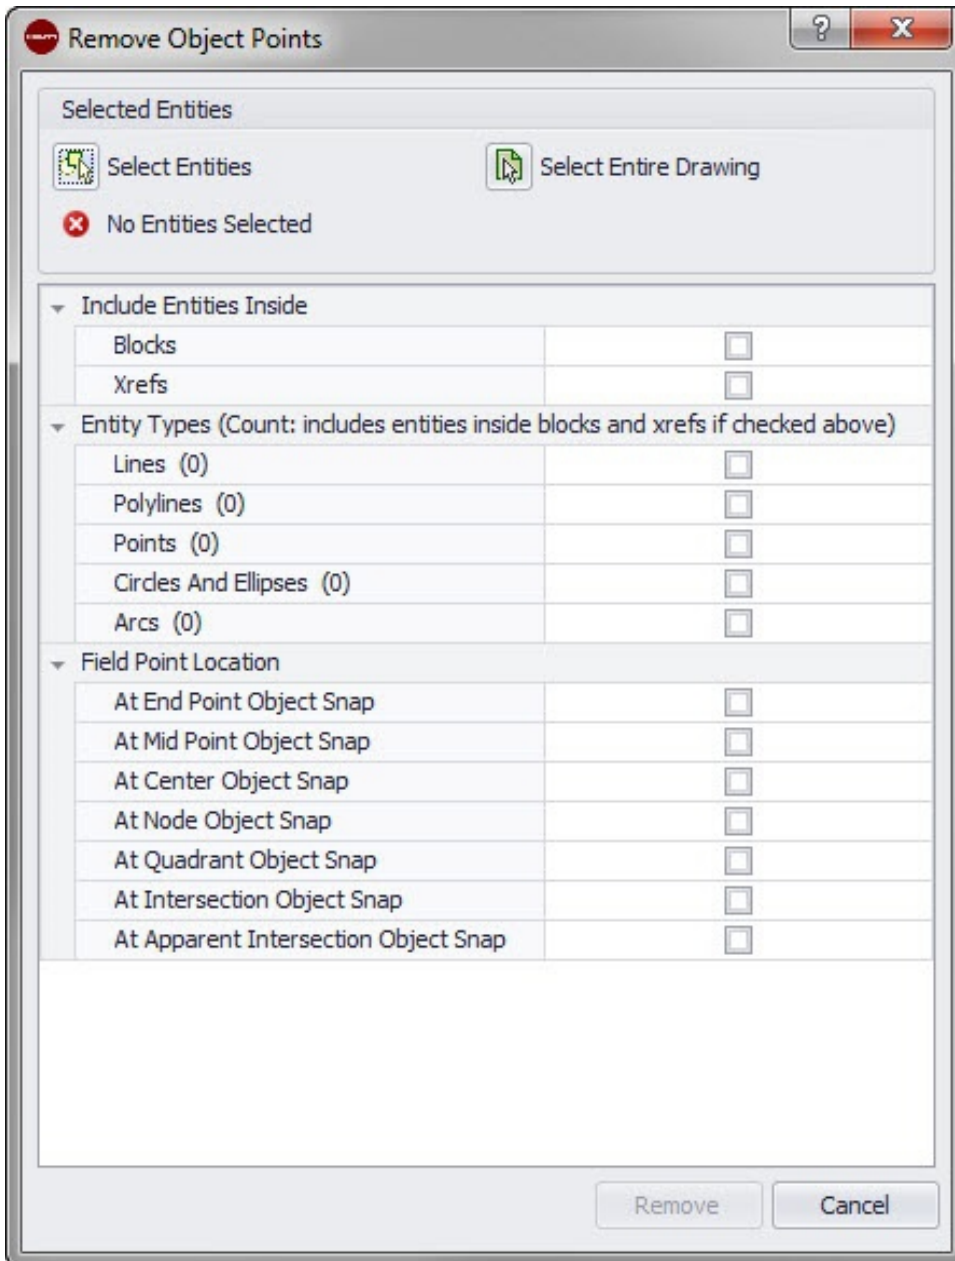 Remove Object Points
?
Selected Entities
Select Entities
Select Entire Drawing
No Entities Selected
Include Entities Inside
Blocks
Xrefs
Entity Types (Count: includes entities inside blocks and xrefs if checked above)
Lines (0)
Polylines (0)
Points (0)
Circles And Ellipses (0)
Arcs (0)
Field Point Location
At End Point Object Snap
At Mid Point Object Snap
At Center Object Snap
At Node Object Snap
At Quadrant Object Snap
At Intersection Object Snap
At Apparent Intersection Object Snap
Remove
Cancel